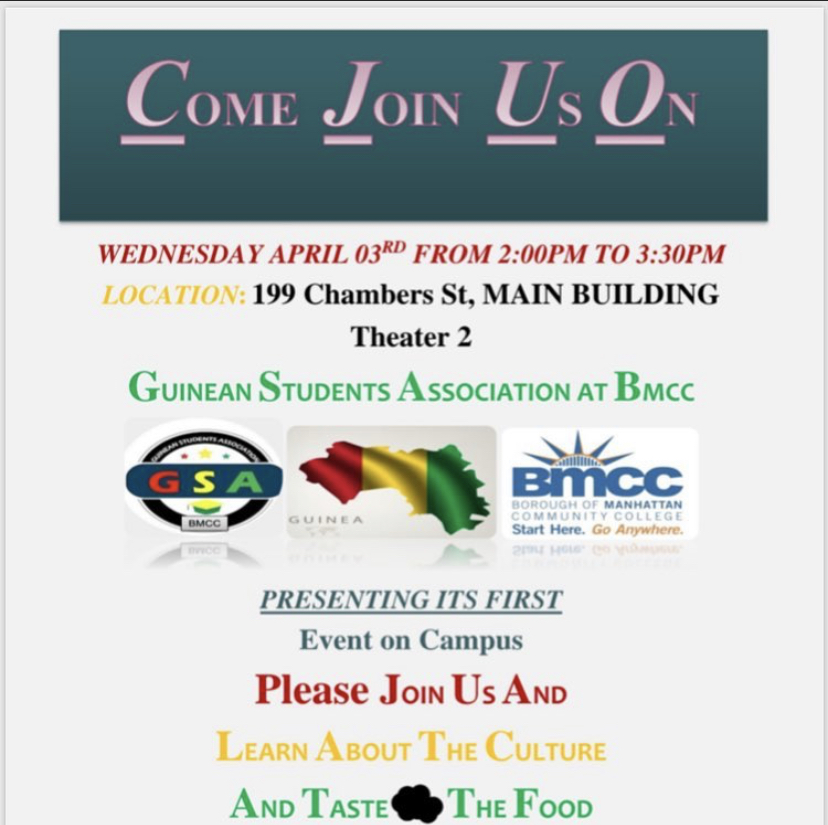 COME JOIN US ON
WEDNESDAY APRIL 03RD FROM 2:00PM TO 3:30PM
LOCATION: 199 Chambers St, MAIN BUILDING
Theater 2
GUINEAN STUDENTS ASSOCIATION AT BMCC
GUINEAN STUDENTS ASSOCIATION
GSA
BMCC
GUINEA
BMCC
BOROUGH OF MANHATTAN
COMMUNITY COLLEGE
Start Here. Go Anywhere.
PRESENTING ITS FIRST
Event on Campus
Please JOIN US AND
LEARN ABOUT THE CULTURE
AND TASTE THE FOOD